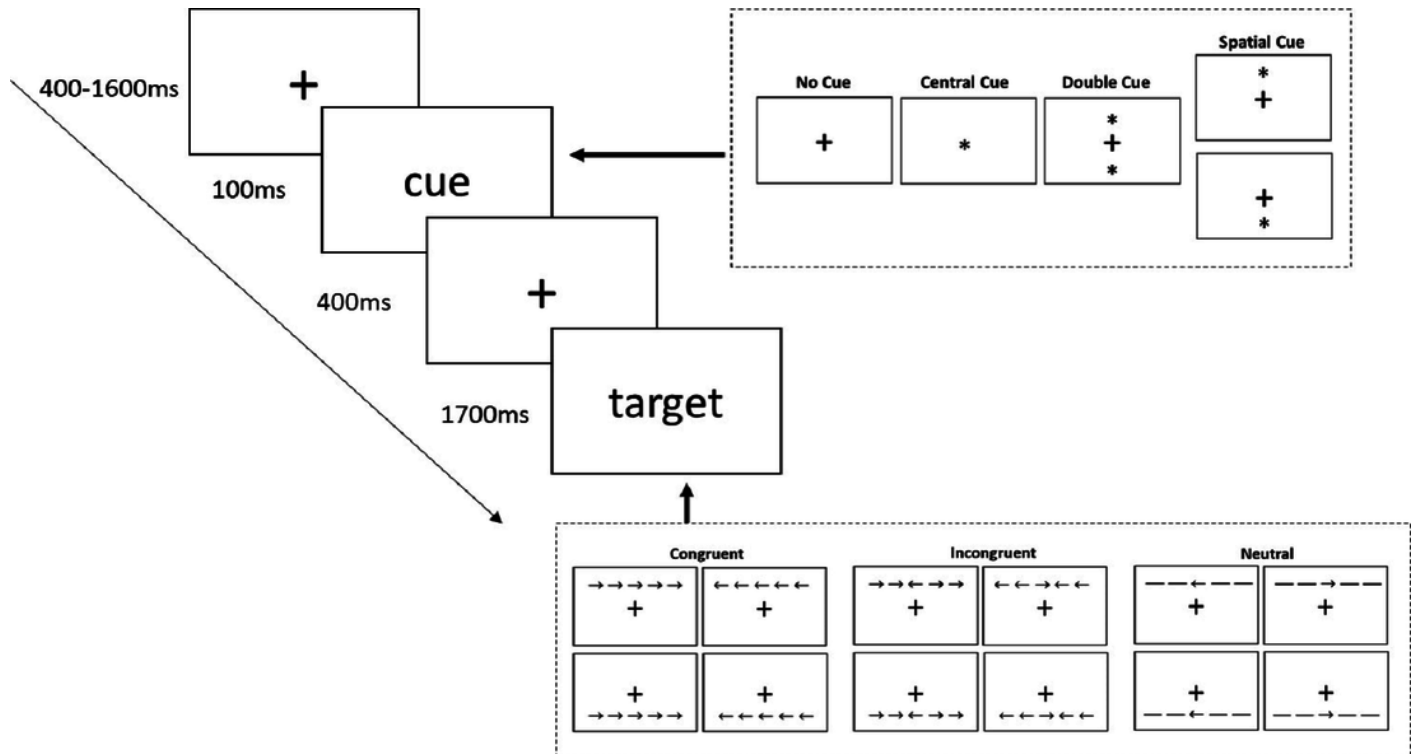 400-1600ms
+
100ms
cue
400ms
+
1700ms
target
No Cue
+
Central Cue
*
Double Cue
*
+
*
Spatial Cue
*
+
+
*
Congruent
→→→→→
+
←←←←←
+
+
→→→→→
+
←←←←←
Incongruent
→→←→→
+
←←→←←
+
+
→→←→→
+
←←→←←
Neutral
— — ← — —
+
— — → — —
+
+
— — ← — —
+
— — → — —